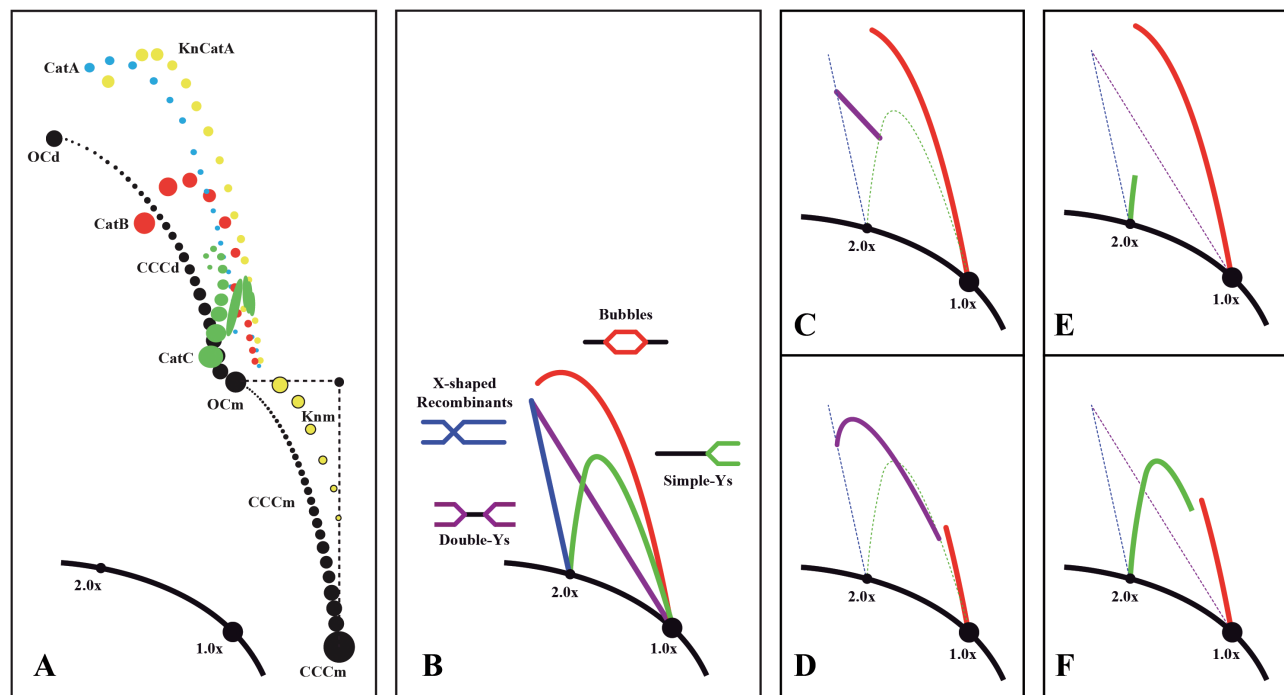 KnCatA
CatA
OCd
CatB
CCCd
CatC
OCm
Knm
CCCm
2.0x
1.0x
CCCm
A
Bubbles
X-shaped
Recombinants
Simple-Ys
Double-Ys
2.0x
1.0x
B
2.0x
1.0x
C
2.0x
1.0x
D
2.0x
1.0x
E
2.0x
1.0x
F